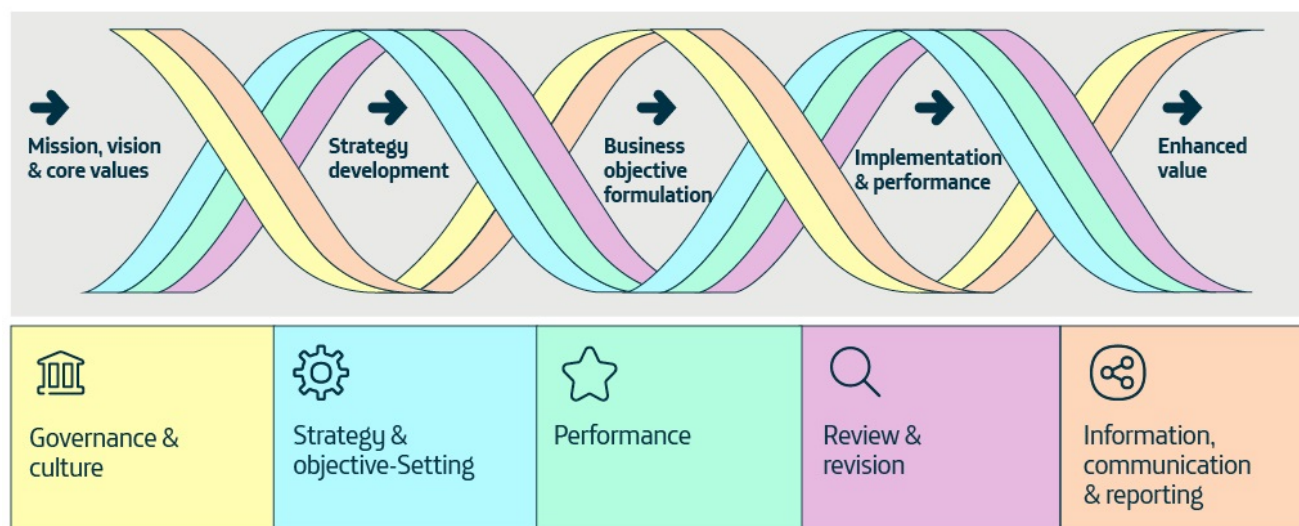 Mission, vision
& core values
Strategy
development
Business
objective
formulation
Implementation
& performance
Enhanced
value
Governance &
culture
Strategy &
objective-Setting
Performance
Review &
revision
Information,
communication
& reporting